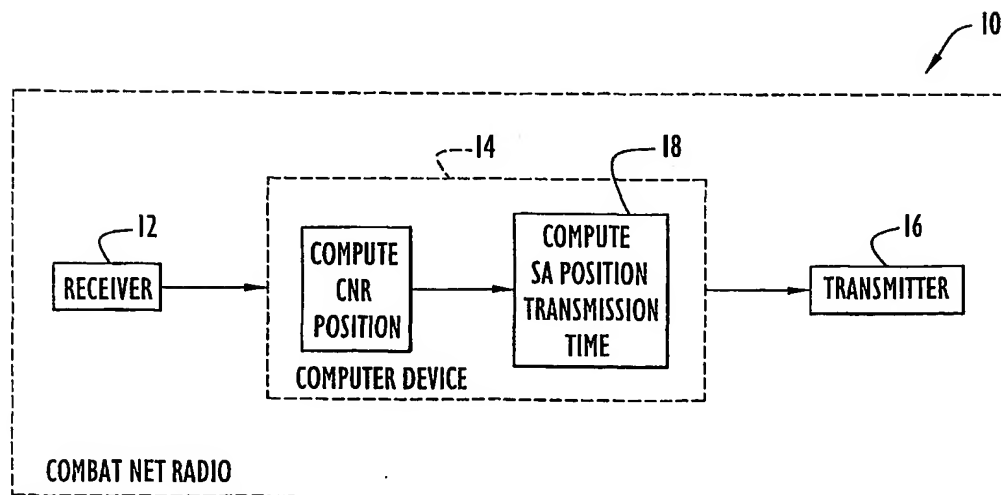 10
14
18
12
16
RECEIVER
COMPUTE
CNR
POSITION
COMPUTE
SA POSITION
TRANSMISSION
TIME
TRANSMITTER
COMPUTER DEVICE
COMBAT NET RADIO